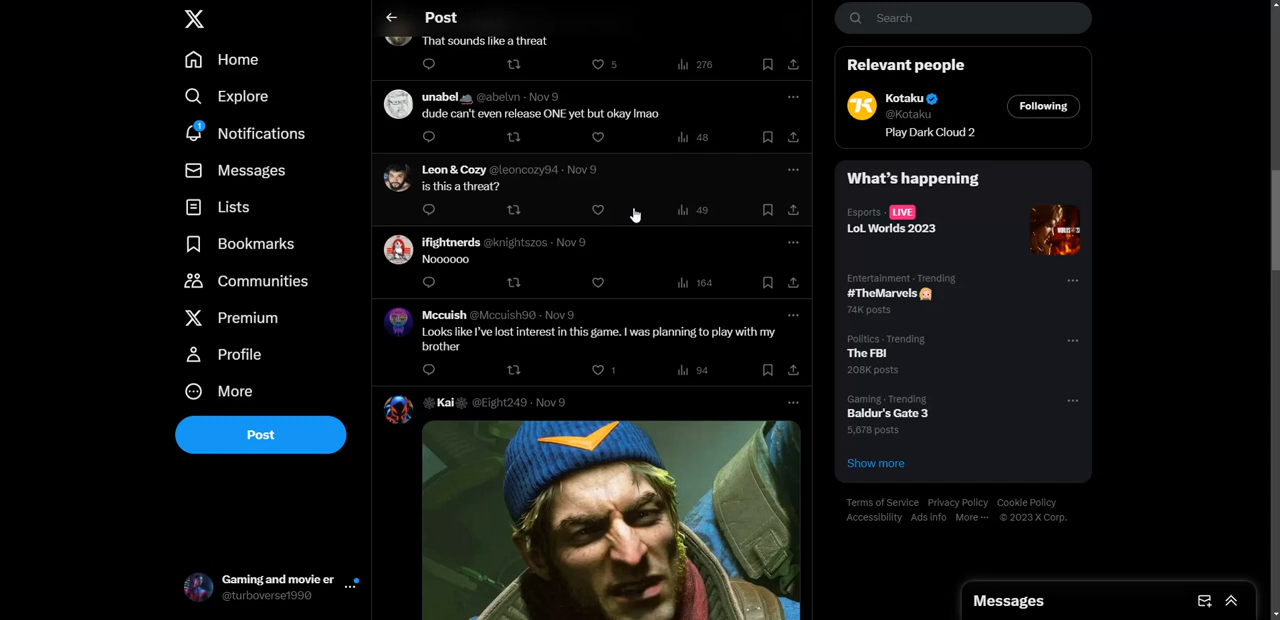 Home
Explore
1
Notifications
Messages
Lists
Bookmarks
Communities
Premium
Profile
More
Post
Gaming and movie er
@turboverse1990
Post
That sounds like a threat
5 276
unabel @abelvn · Nov 9
dude can't even release ONE yet but okay lmao
48
Leon & Cozy @leoncozy94 · Nov 9
is this a threat?
49
ifightnerds @knightszos · Nov 9
Noooooo
164
Mccuish @Mccuish90 · Nov 9
Looks like I've lost interest in this game. I was planning to play with my
brother
1 94
🕸Kai🕸 @Eight249 · Nov 9
Search
Relevant people
Kotaku
@Kotaku
Following
Play Dark Cloud 2
What's happening
Esports · LIVE
LoL Worlds 2023
WORLDS 23
Entertainment · Trending
#TheMarvels
74K posts
Politics · Trending
The FBI
208K posts
Gaming · Trending
Baldur's Gate 3
5,678 posts
Show more
Terms of Service Privacy Policy Cookie Policy
Accessibility Ads info More ··· © 2023 X Corp.
Messages